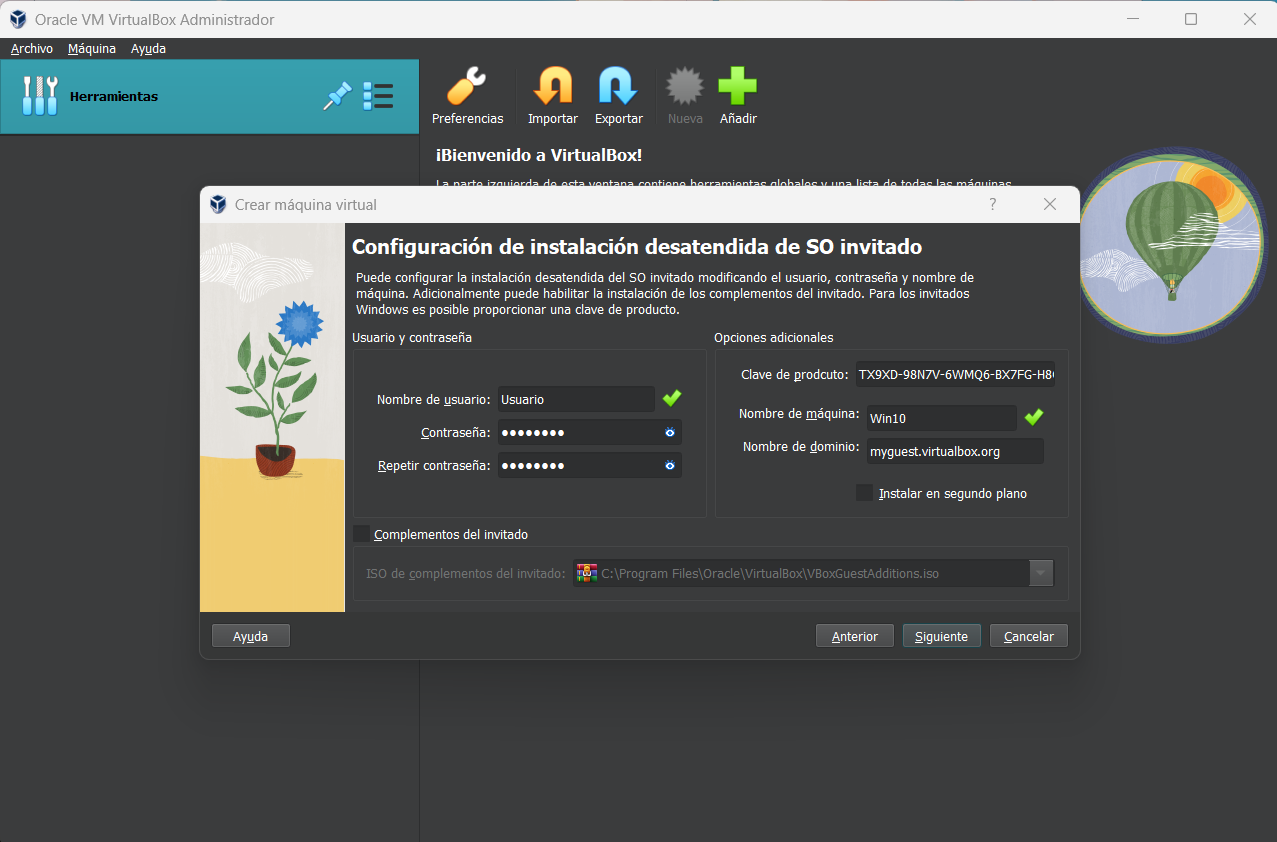 Oracle VM VirtualBox Administrador
Archivo Máquina Ayuda
Herramientas
Preferencias Importar Exportar Nueva Añadir
¡Bienvenido a VirtualBox!
La parte izquierda de esta ventana contiene herramientas globales y una lista de todas las máquinas
Crear máquina virtual
Configuración de instalación desatendida de SO invitado
Puede configurar la instalación desatendida del SO invitado modificando el usuario, contraseña y nombre de
máquina. Adicionalmente puede habilitar la instalación de los complementos del invitado. Para los invitados
Windows es posible proporcionar una clave de producto.
Usuario y contraseña
Nombre de usuario: Usuario
Contraseña: ●●●●●●●●
Repetir contraseña: ●●●●●●●●
Opciones adicionales
Clave de prodcuto: TX9XD-98N7V-6WMQ6-BX7FG-H8
Nombre de máquina: Win10
Nombre de dominio: myguest.virtualbox.org
Instalar en segundo plano
Complementos del invitado
ISO de complementos del invitado: C:\Program Files\Oracle\VirtualBox\VBoxGuestAdditions.iso
Ayuda Anterior Siguiente Cancelar